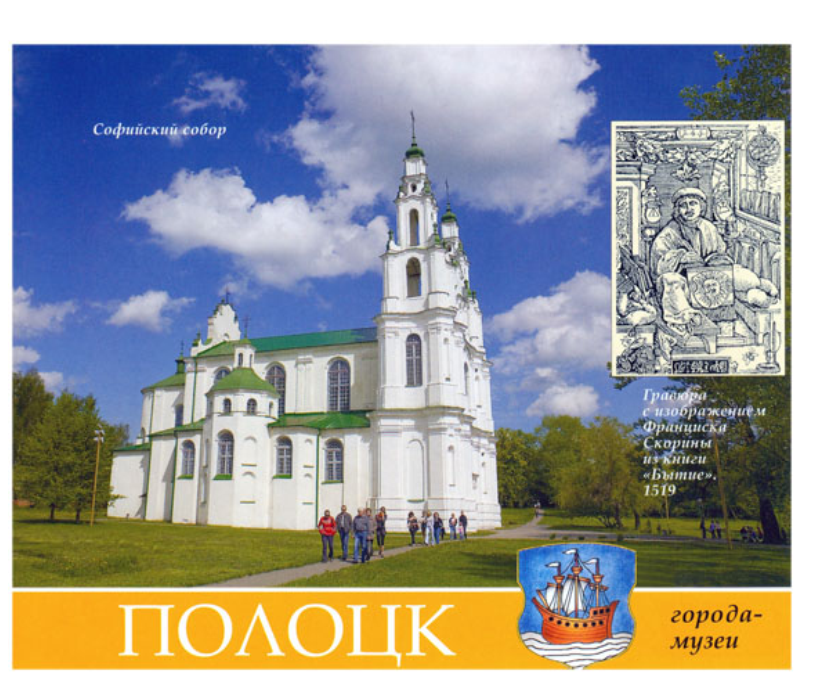 Софийский собор
Гравюра
с изображением
Франциска
Скорины
из книги
«Бытие».
1519
ПОЛОЦК
города-
музеи